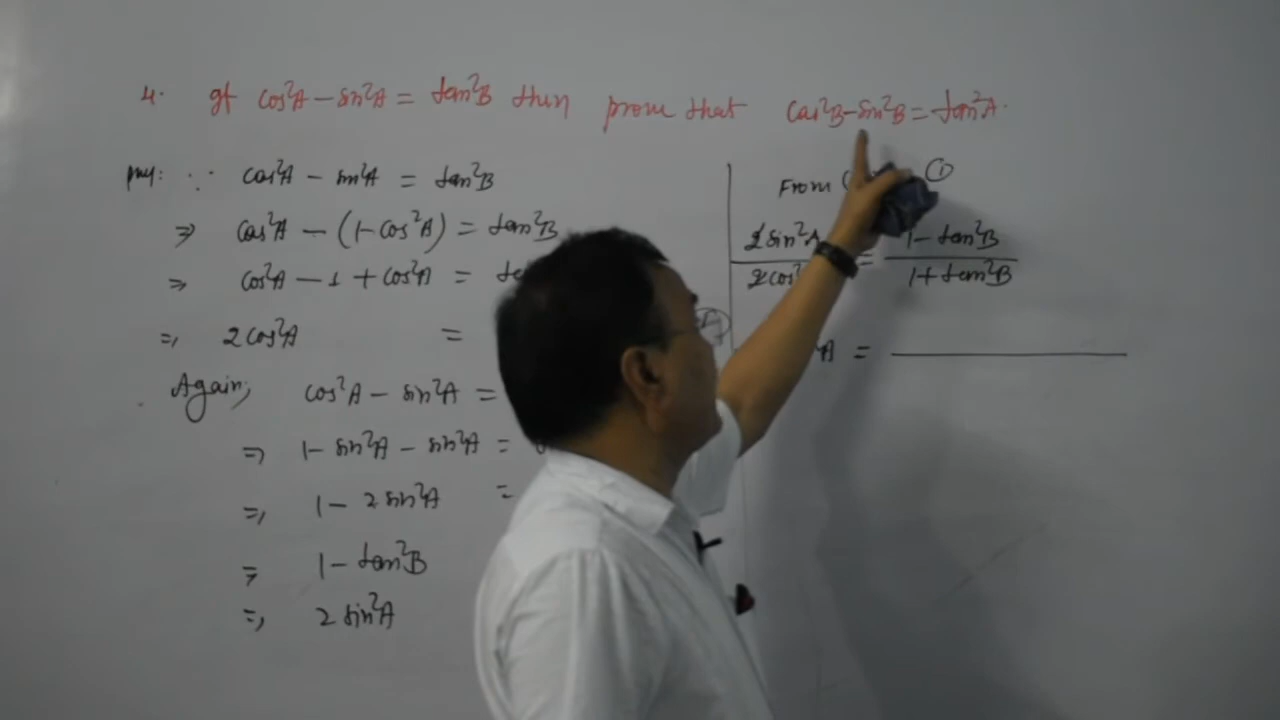 4. If cos²A – sin²A = tan²B then prove that cos²B – sin²B = tan²A.
∵ cos²A – sin²A = tan²B
⇒ cos²A – (1 – cos²A) = tan²B
⇒ cos²A – 1 + cos²A =
⇒ 2cos²A =
Again, cos²A – sin²A =
⇒ 1 – sin²A – sin²A =
⇒ 1 – 2sin²A =
⇒ 1 – tan²B
⇒ 2sin²A
From ①
2sin²A / 2cos² = 1 – tan²B / 1 + tan²B
A =